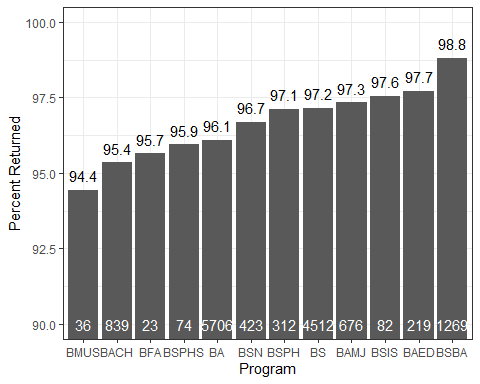 100.0
97.5
95.0
92.5
90.0
Percent Returned
94.4 95.4 95.7 95.9 96.1 96.7 97.1 97.2 97.3 97.6 97.7 98.8
36 839 23 74 5706 423 312 4512 676 82 219 1269
BMUS BACH BFA BSPHS BA BSN BSPH BS BAMJ BSIS BAED BSBA
Program